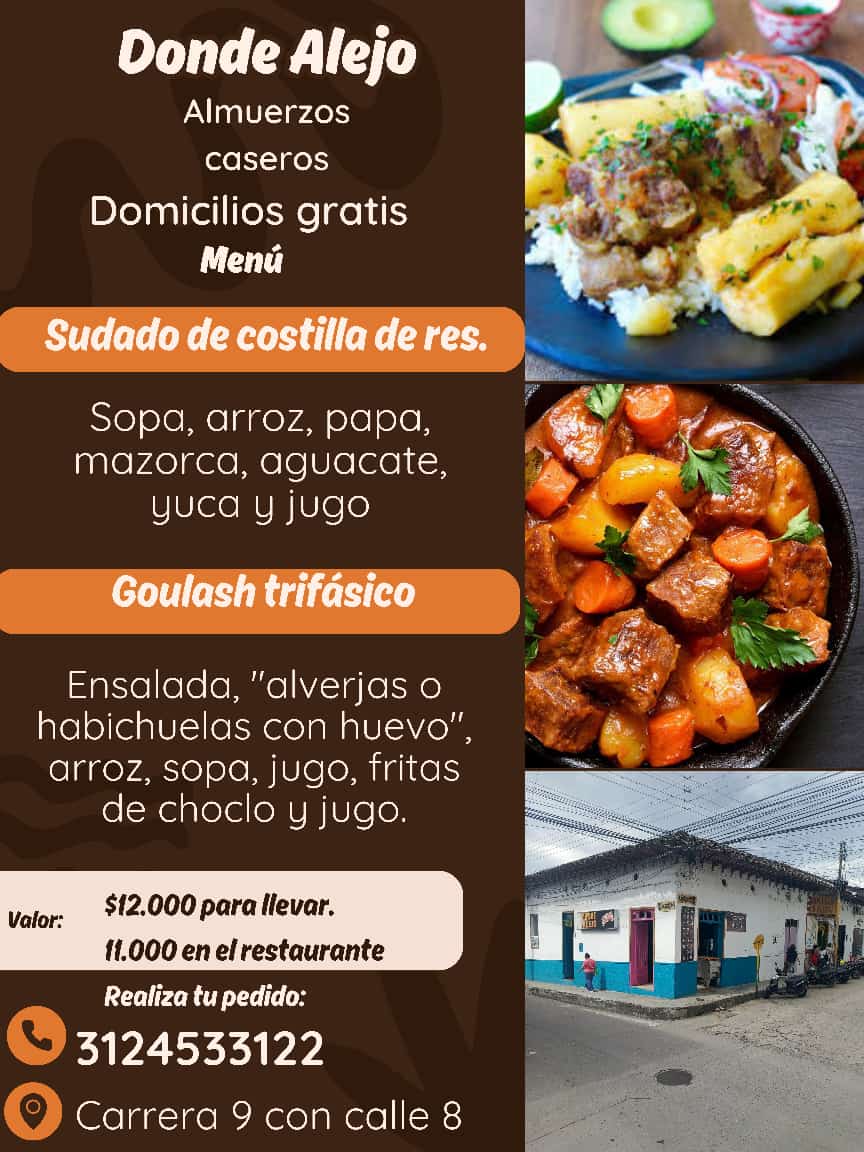 Donde Alejo
Almuerzos
caseros
Domicilios gratis
Menú
Sudado de costilla de res.
Sopa, arroz, papa,
mazorca, aguacate,
yuca y jugo
Goulash trifásico
Ensalada, "alverjas o
habichuelas con huevo",
arroz, sopa, jugo, fritas
de choclo y jugo.
Valor:
$12.000 para llevar.
11.000 en el restaurante
Realiza tu pedido:
3124533122
Carrera 9 con calle 8